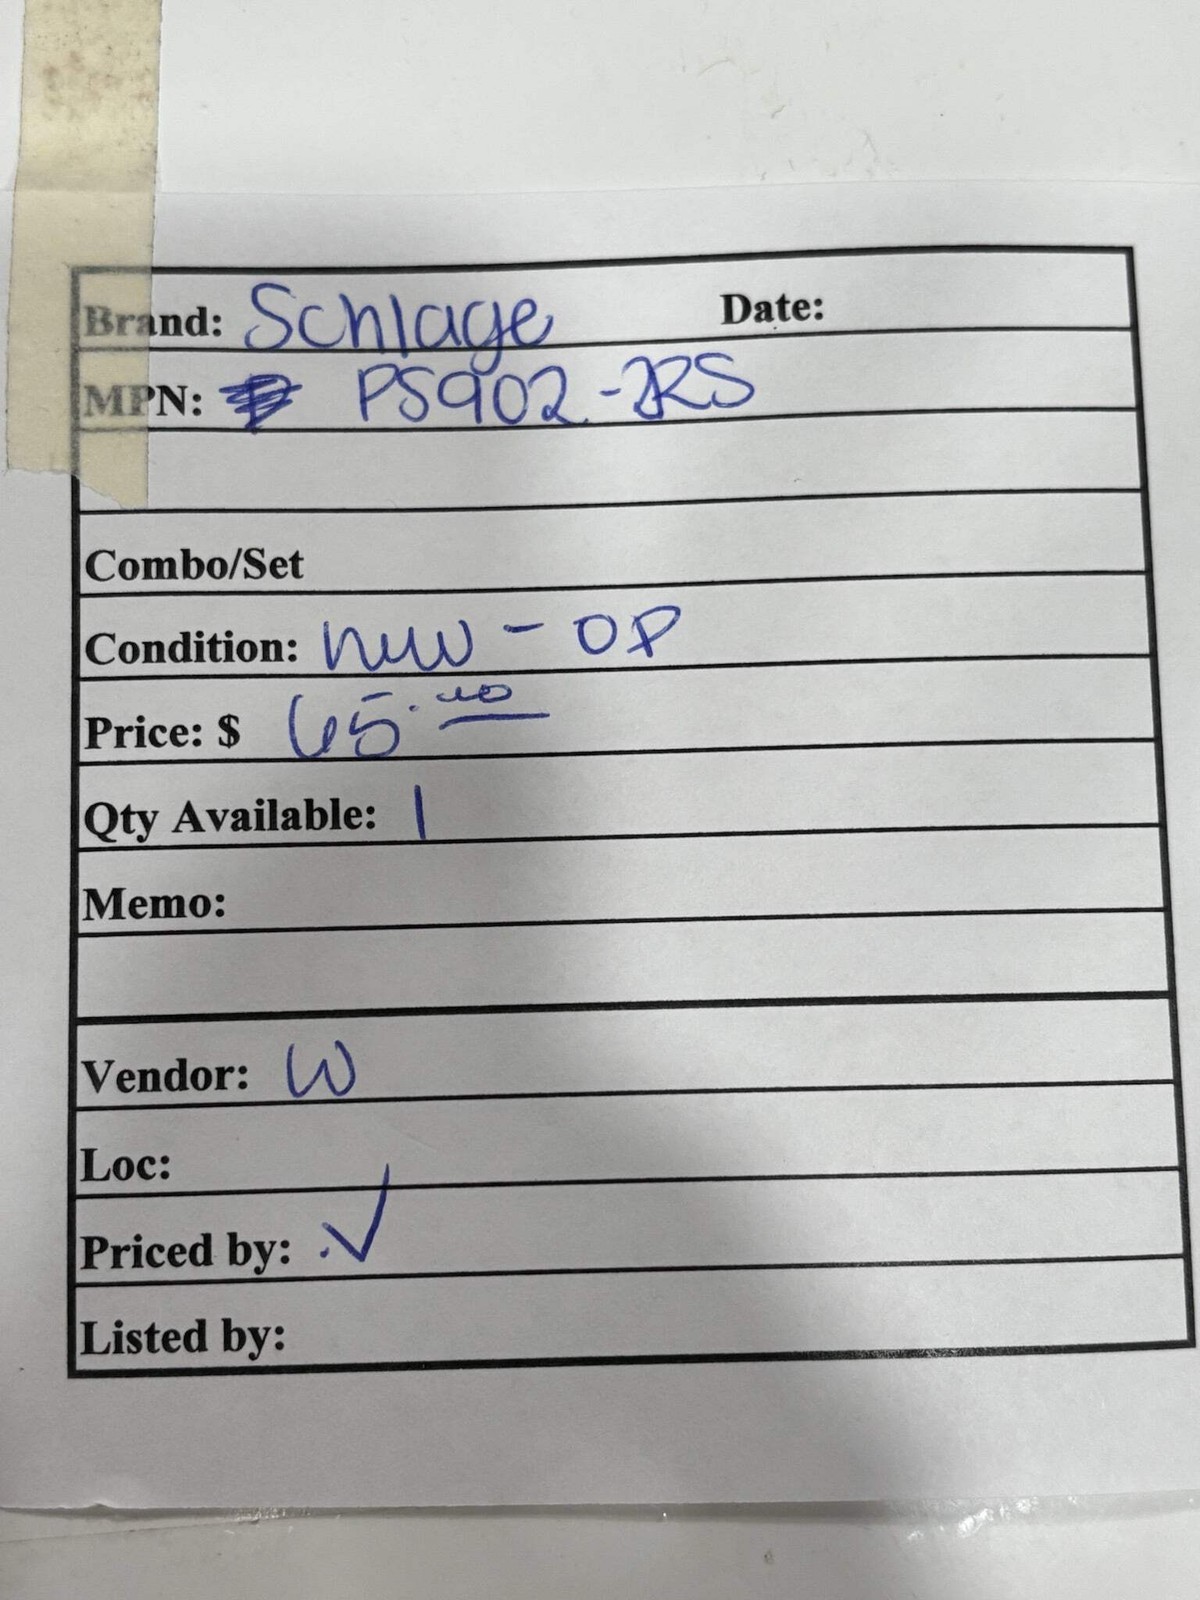 Brand: Schlage Date:
MPN: PS902-2RS
Combo/Set
Condition: new - OP
Price: $ 65.00
Qty Available: 1
Memo:
Vendor: W
Loc:
Priced by: ✓
Listed by: